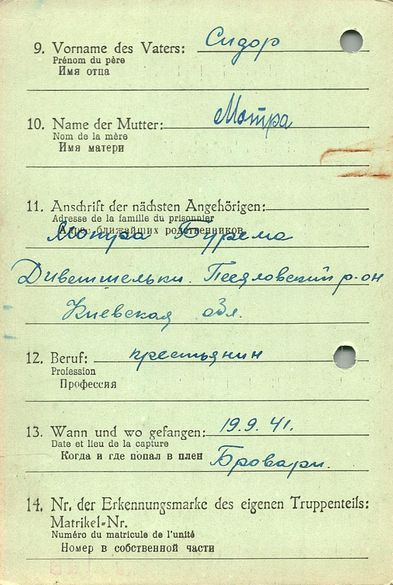 9. Vorname des Vaters: Сидор
Prénom du père
Имя отца
10. Name der Mutter: Мотра
Nom de la mère
Имя матери
11. Anschrift der nächsten Angehörigen:
Adresse de la famille du prisonnier
Адрес ближайших родственников
Мотра Бурема
р-он
Киевская обл.
12. Beruf: крестьянин
Profession
Профессия
13. Wann und wo gefangen: 19.9.41.
Date et lieu de la capture
Когда и где попал в плен Бровари.
14. Nr. der Erkennungsmarke des eigenen Truppenteils:
Matrikel-Nr.
Numéro du matricule de l'unité
Номер в собственной части